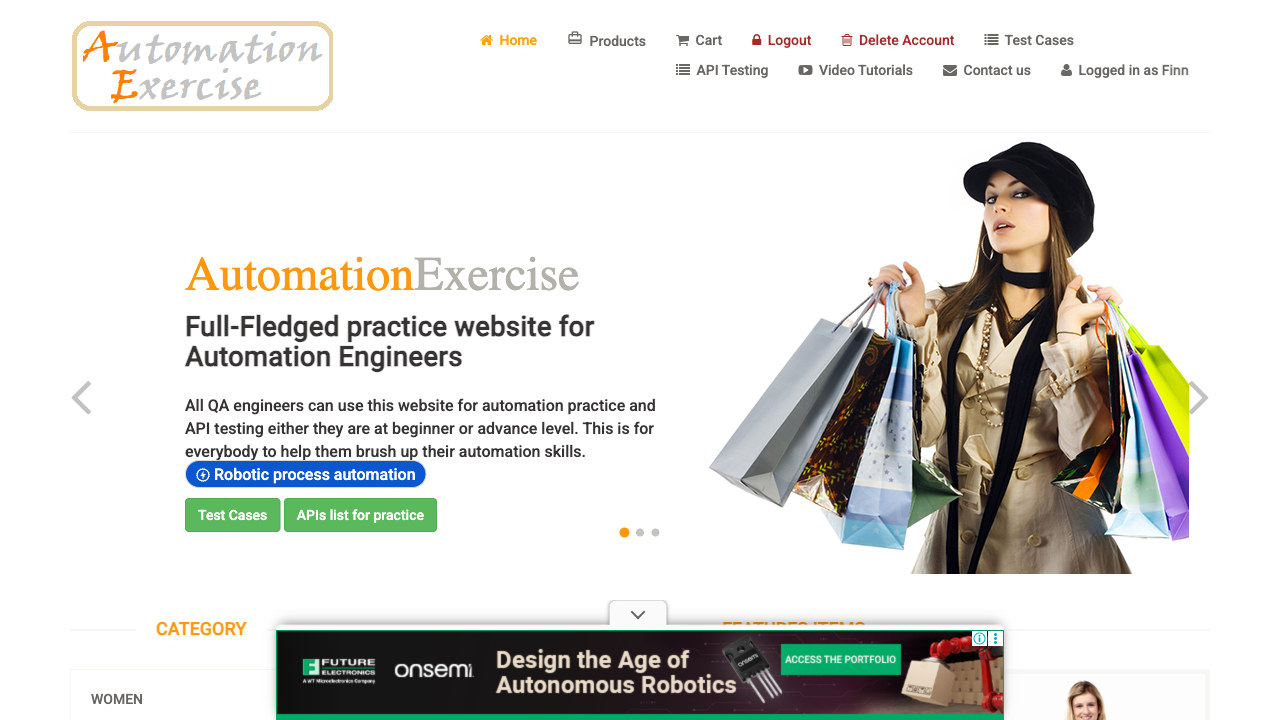 Automation
Exercise
Home
Products
Cart
Logout
Delete Account
Test Cases
API Testing
Video Tutorials
Contact us
Logged in as Finn
AutomationExercise
Full-Fledged practice website for
Automation Engineers
All QA engineers can use this website for automation practice and
API testing either they are at beginner or advance level. This is for
everybody to help them brush up their automation skills.
Robotic process automation
Test Cases
APIs list for practice
CATEGORY
FEATURES ITEMS
WOMEN
FUTURE
ELECTRONICS
A WT Microelectronics Company
onsemi
Design the Age of
Autonomous Robotics
onsemi
ACCESS THE PORTFOLIO